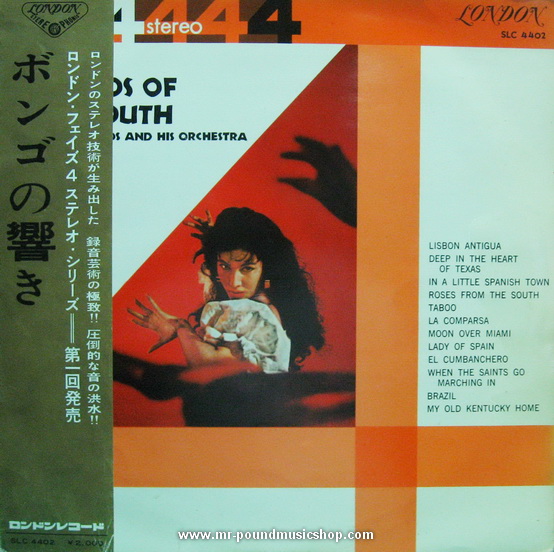 LONDON
ボンゴの響き
ロンドンのステレオ技術が生み出した 録音芸術の極致!! 圧倒的な音の洪水!!
ロンドン・フェイズ4 ステレオ・シリーズ━━第一回発売
ロンドンレコード
SLC 4402 ¥2,000
4 stereo 4 4 4
LONDON
SLC 4402
DS OF
OUTH
OS AND HIS ORCHESTRA
LISBON ANTIGUA
DEEP IN THE HEART
OF TEXAS
IN A LITTLE SPANISH TOWN
ROSES FROM THE SOUTH
TABOO
LA COMPARSA
MOON OVER MIAMI
LADY OF SPAIN
EL CUMBANCHERO
WHEN THE SAINTS GO
MARCHING IN
BRAZIL
MY OLD KENTUCKY HOME
www.mr-poundmusicshop.com